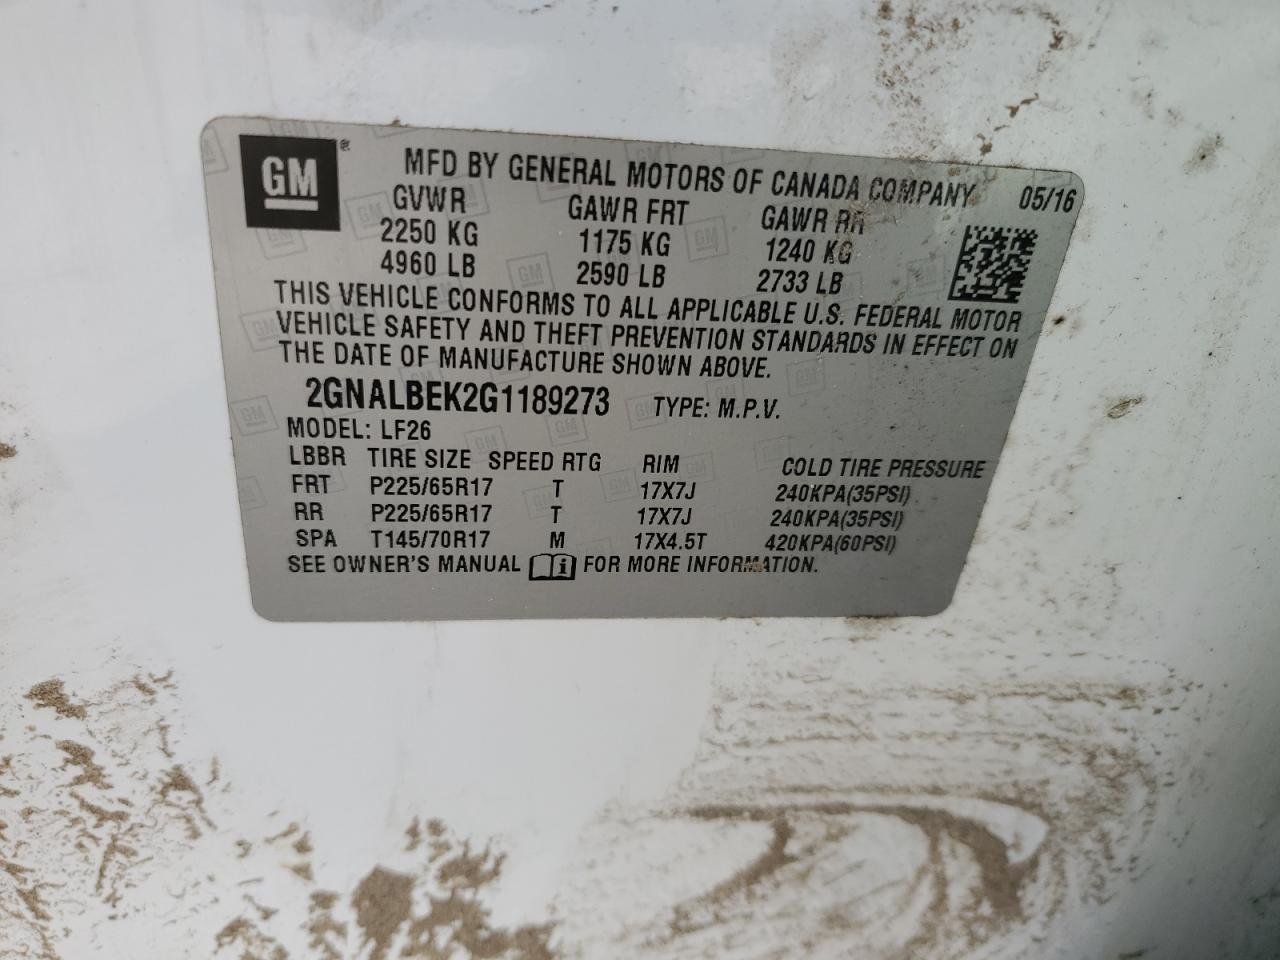 GM ® MFD BY GENERAL MOTORS OF CANADA COMPANY 05/16
GVWR GAWR FRT GAWR RR
2250 KG 1175 KG 1240 KG
4960 LB 2590 LB 2733 LB
THIS VEHICLE CONFORMS TO ALL APPLICABLE U.S. FEDERAL MOTOR
VEHICLE SAFETY AND THEFT PREVENTION STANDARDS IN EFFECT ON
THE DATE OF MANUFACTURE SHOWN ABOVE.
2GNALBEK2G1189273 TYPE: M.P.V.
MODEL: LF26
LBBR TIRE SIZE SPEED RTG RIM COLD TIRE PRESSURE
FRT P225/65R17 T 17X7J 240KPA(35PSI)
RR P225/65R17 T 17X7J 240KPA(35PSI)
SPA T145/70R17 M 17X4.5T 420KPA(60PSI)
SEE OWNER'S MANUAL FOR MORE INFORMATION.